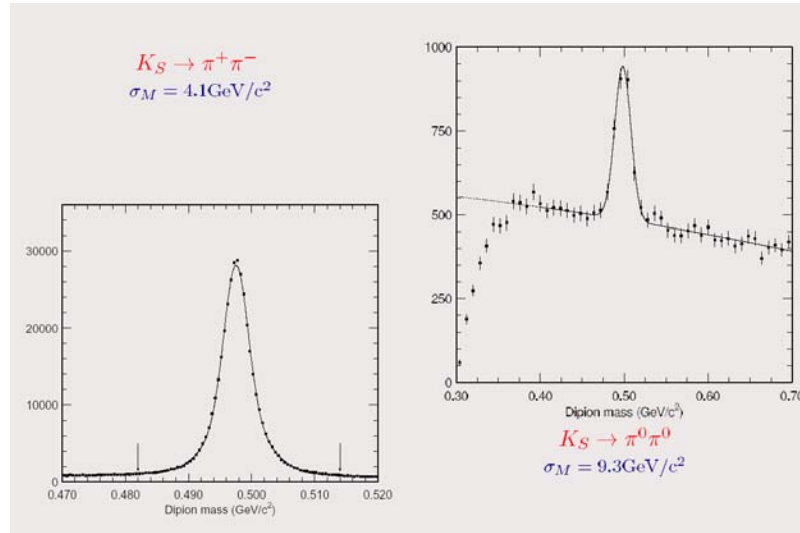 K_S → π⁺π⁻
σ_M = 4.1GeV/c²
30000
20000
10000
0
0.470 0.480 0.490 0.500 0.510 0.520
Dipion mass (GeV/c²)
1000
750
500
250
0
0.30 0.40 0.50 0.60 0.70
Dipion mass (GeV/c²)
K_S → π⁰π⁰
σ_M = 9.3GeV/c²